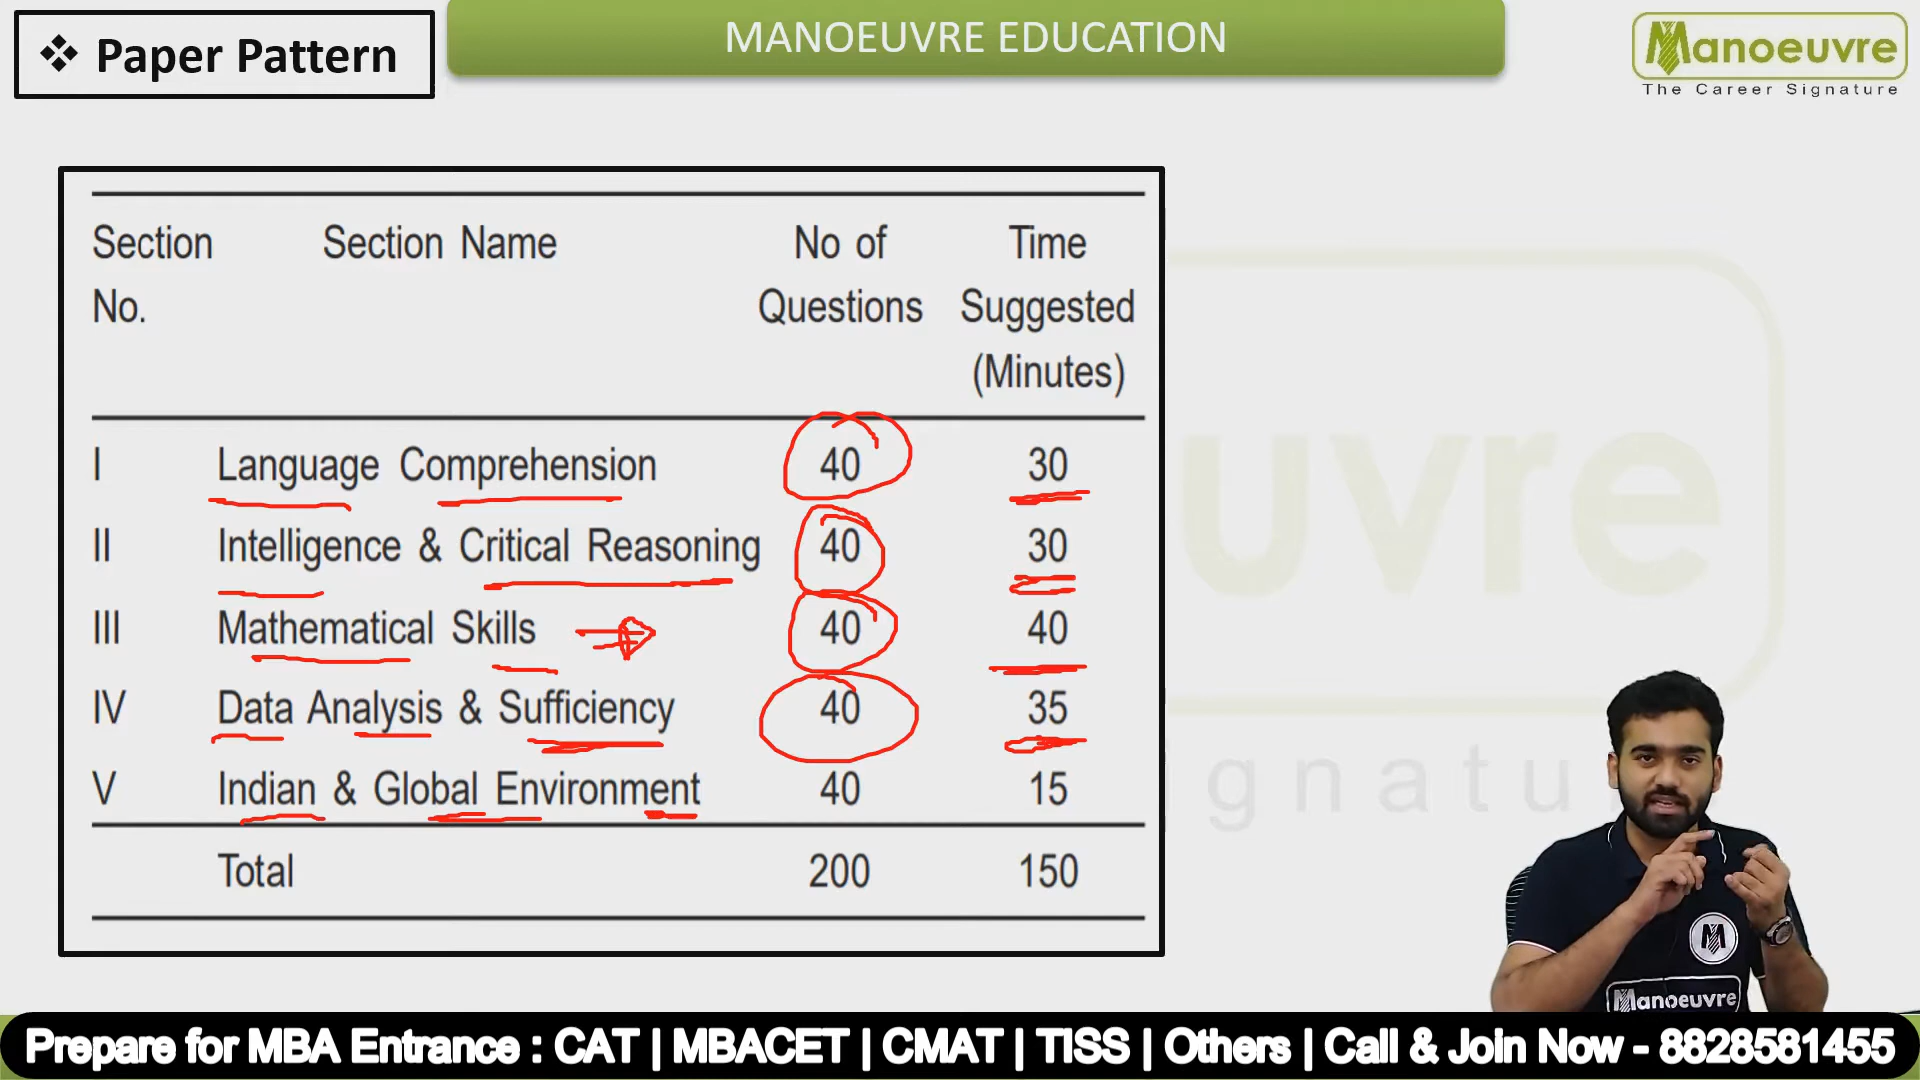 ❖ Paper Pattern
MANOEUVRE EDUCATION
Manoeuvre
The Career Signature
Section No. Section Name No of Questions Time Suggested (Minutes)
I Language Comprehension 40 30
II Intelligence & Critical Reasoning 40 30
III Mathematical Skills 40 40
IV Data Analysis & Sufficiency 40 35
V Indian & Global Environment 40 15
Total 200 150
uvre
ignatu
M
Manoeuvre
Prepare for MBA Entrance : CAT | MBACET | CMAT | TISS | Others | Call & Join Now - 8828581455